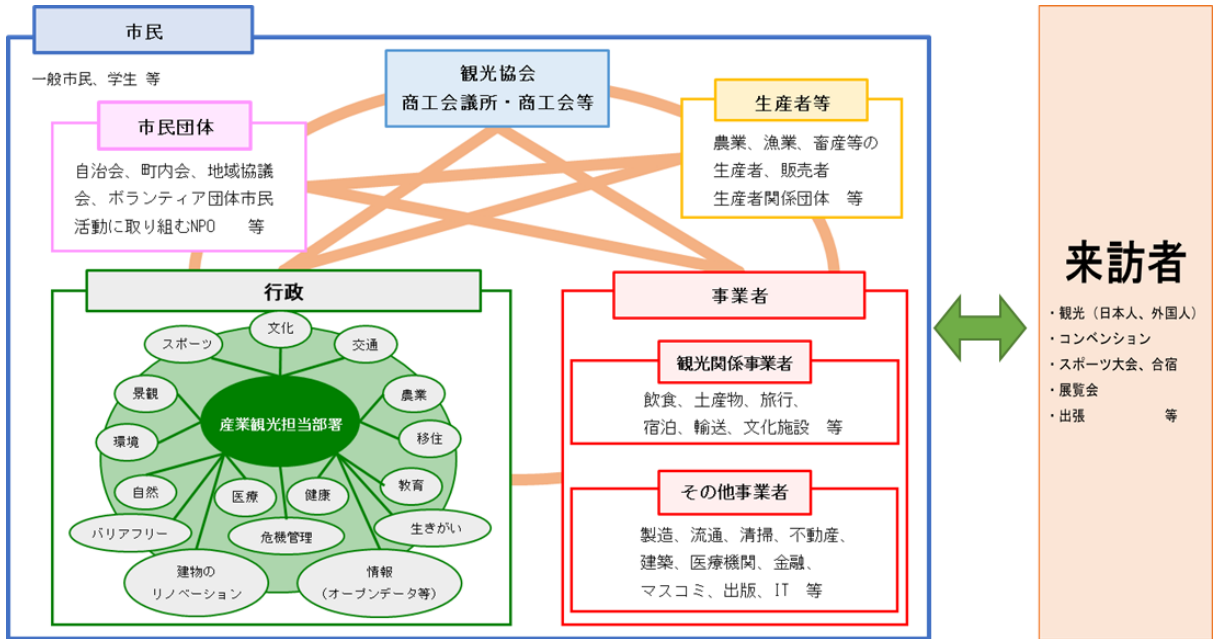 市民
一般市民、学生 等
観光協会
商工会議所・商工会等
市民団体
自治会、町内会、地域協議
会、ボランティア団体市民
活動に取り組むNPO 等
生産者等
農業、漁業、畜産等の
生産者、販売者
生産者関係団体 等
行政
文化
スポーツ
交通
景観
農業
産業観光担当部署
環境
移住
自然
医療
健康
教育
バリアフリー
危機管理
生きがい
建物の
リノベーション
情報
(オープンデータ等)
事業者
観光関係事業者
飲食、土産物、旅行、
宿泊、輸送、文化施設 等
その他事業者
製造、流通、清掃、不動産、
建築、医療機関、金融、
マスコミ、出版、IT 等
来訪者
・観光（日本人、外国人）
・コンベンション
・スポーツ大会、合宿
・展覧会
・出張 等